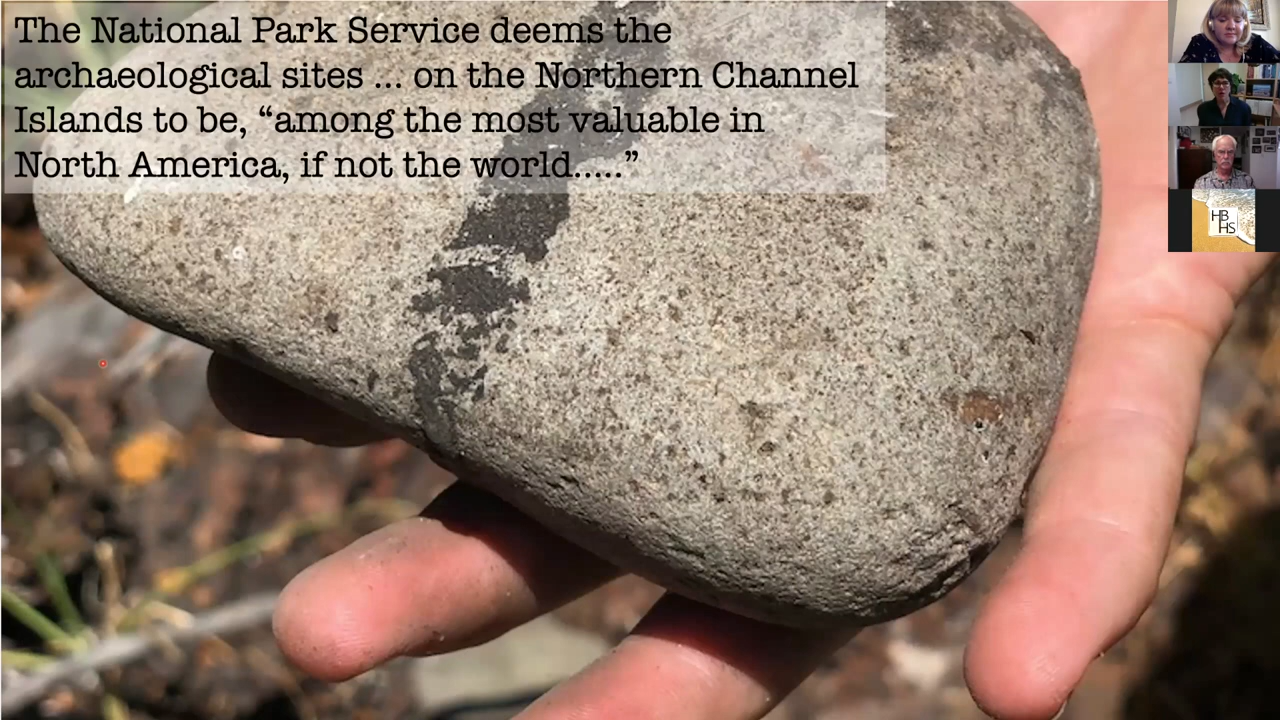 The National Park Service deems the
archaeological sites ... on the Northern Channel
Islands to be, “among the most valuable in
North America, if not the world.....”
HB
HS